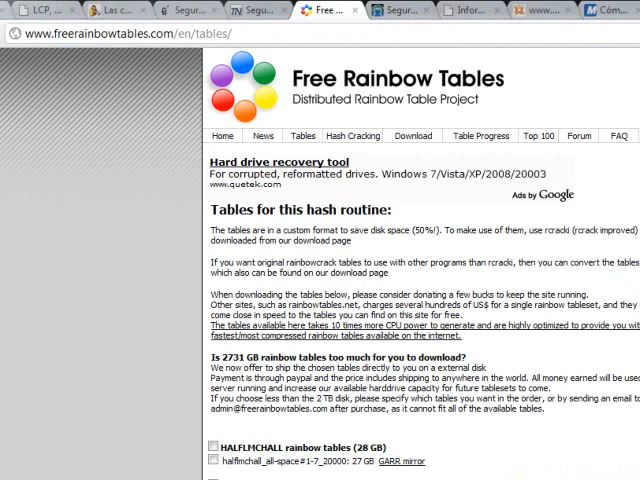 LCP, ...
Las c...
Segur...
Segu...
Free ...
Segur...
Infor...
www....
Cóm...
www.freerainbowtables.com/en/tables/
Free Rainbow Tables
Distributed Rainbow Table Project
Home News Tables Hash Cracking Download Table Progress Top 100 Forum FAQ
Hard drive recovery tool
For corrupted, reformatted drives. Windows 7/Vista/XP/2008/20003
www.quetek.com
Ads by Google
Tables for this hash routine:
The tables are in a custom format to save disk space (50%!). To make use of them, use rcracki (rcrack improved)
downloaded from our download page
If you want original rainbowcrack tables to use with other programs than rcracki, then you can convert the tables
which also can be found on our download page
When downloading the tables below, please consider donating a few bucks to keep the site running.
Other sites, such as rainbowtables.net, charges several hundreds of US$ for a single rainbow tableset, and they
come close in speed to the tables you can find on this site for free.
The tables available here takes 10 times more CPU power to generate and are highly optimized to provide you wit
fastest/most compressed rainbow tables available on the internet.
Is 2731 GB rainbow tables too much for you to download?
We now offer to ship the chosen tables directly to you on a external disk
Payment is through paypal and the price includes shipping to anywhere in the world. All money earned will be used
server running and increase our available harddrive capacity for future tablesets to come.
If you choose less than the 2 TB disk, please specify which tables you want in the order, or by sending an email to
admin@freerainbowtables.com after purchase, as it cannot fit all of the available tables.
HALFLMCHALL rainbow tables (28 GB)
halflmchall_all-space#1-7_20000: 27 GB GARR mirror